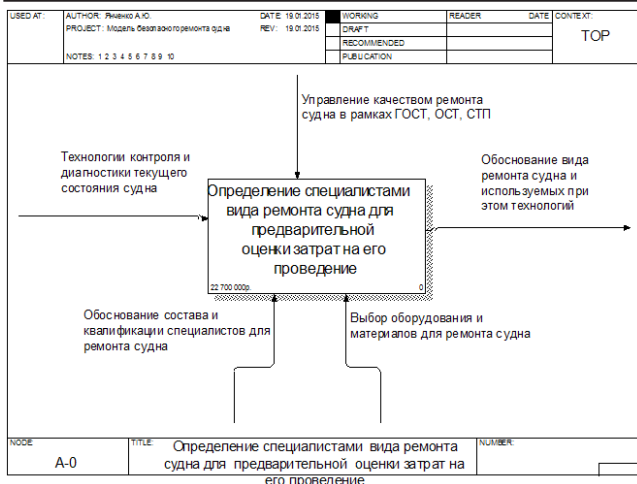 USED AT: AUTHOR: Янченко А.Ю. DATE: 19.01.2015 WORKING READER DATE CONTEXT:
PROJECT: Модель безопасного ремонта судна REV: 19.01.2015 DRAFT TOP
RECOMMENDED
NOTES: 1 2 3 4 5 6 7 8 9 10 PUBLICATION
Управление качеством ремонта
судна в рамках ГОСТ, ОСТ, СТП
Технологии контроля и
диагностики текущего
состояния судна
Обоснование вида
ремонта судна и
используемых при
этом технологий
Определение специалистами
вида ремонта судна для
предварительной
оценки затрат на его
проведение
22 700 000р. 0
Обоснование состава и
квалификации специалистов для
ремонта судна
Выбор оборудования и
материалов для ремонта судна
NODE: TITLE: NUMBER:
A-0
Определение специалистами вида ремонта
судна для предварительной оценки затрат на
его проведение